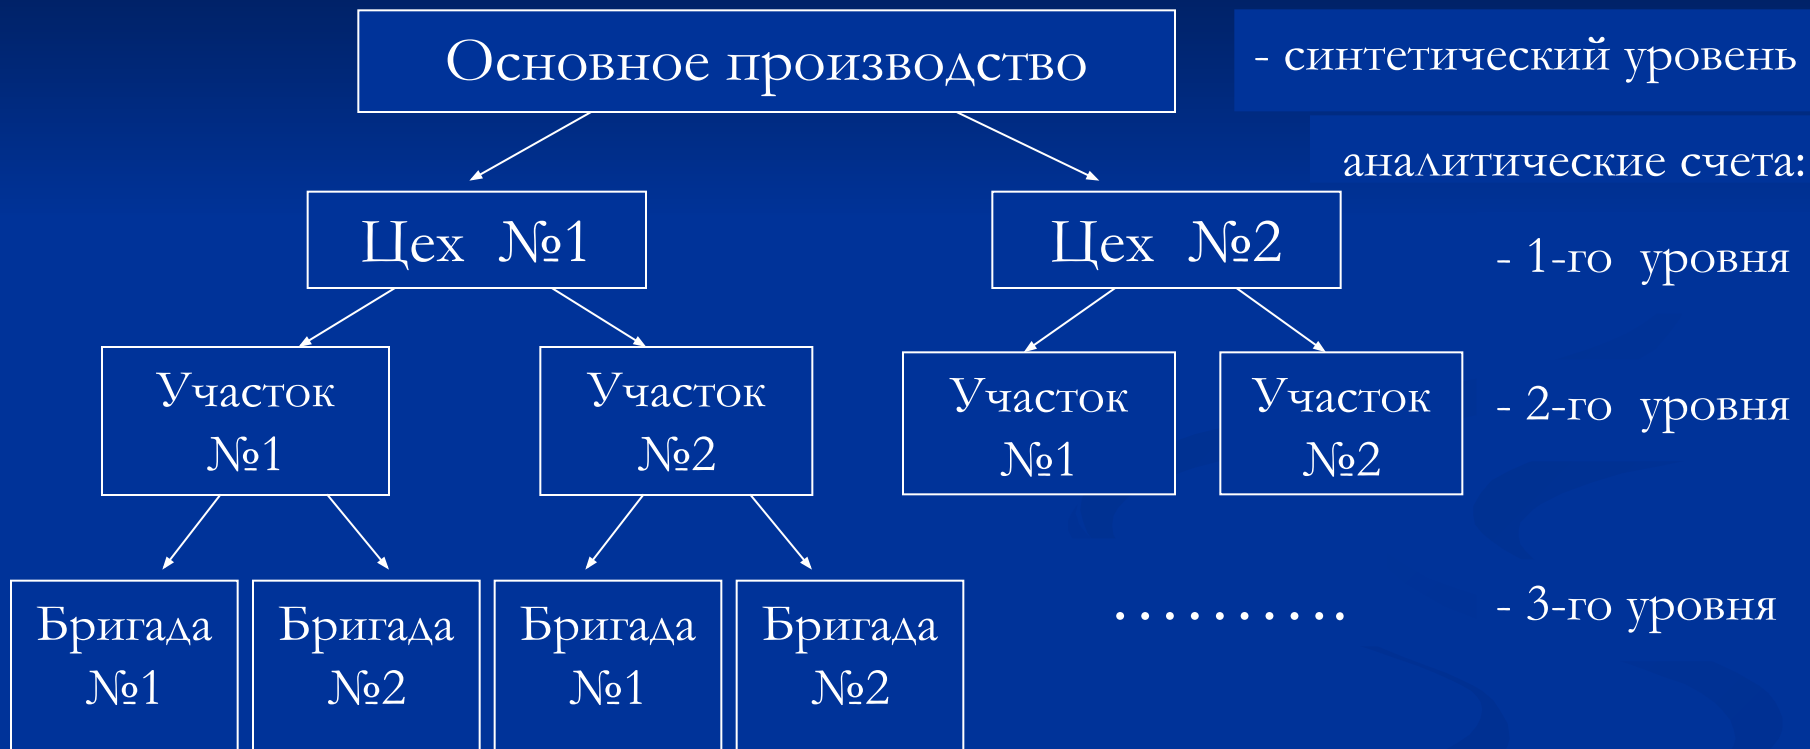 Основное производство
- синтетический уровень
аналитические счета:
Цех №1
Цех №2
- 1-го уровня
Участок
№1
Участок
№2
Участок
№1
Участок
№2
- 2-го уровня
Бригада
№1
Бригада
№2
Бригада
№1
Бригада
№2
..........
- 3-го уровня